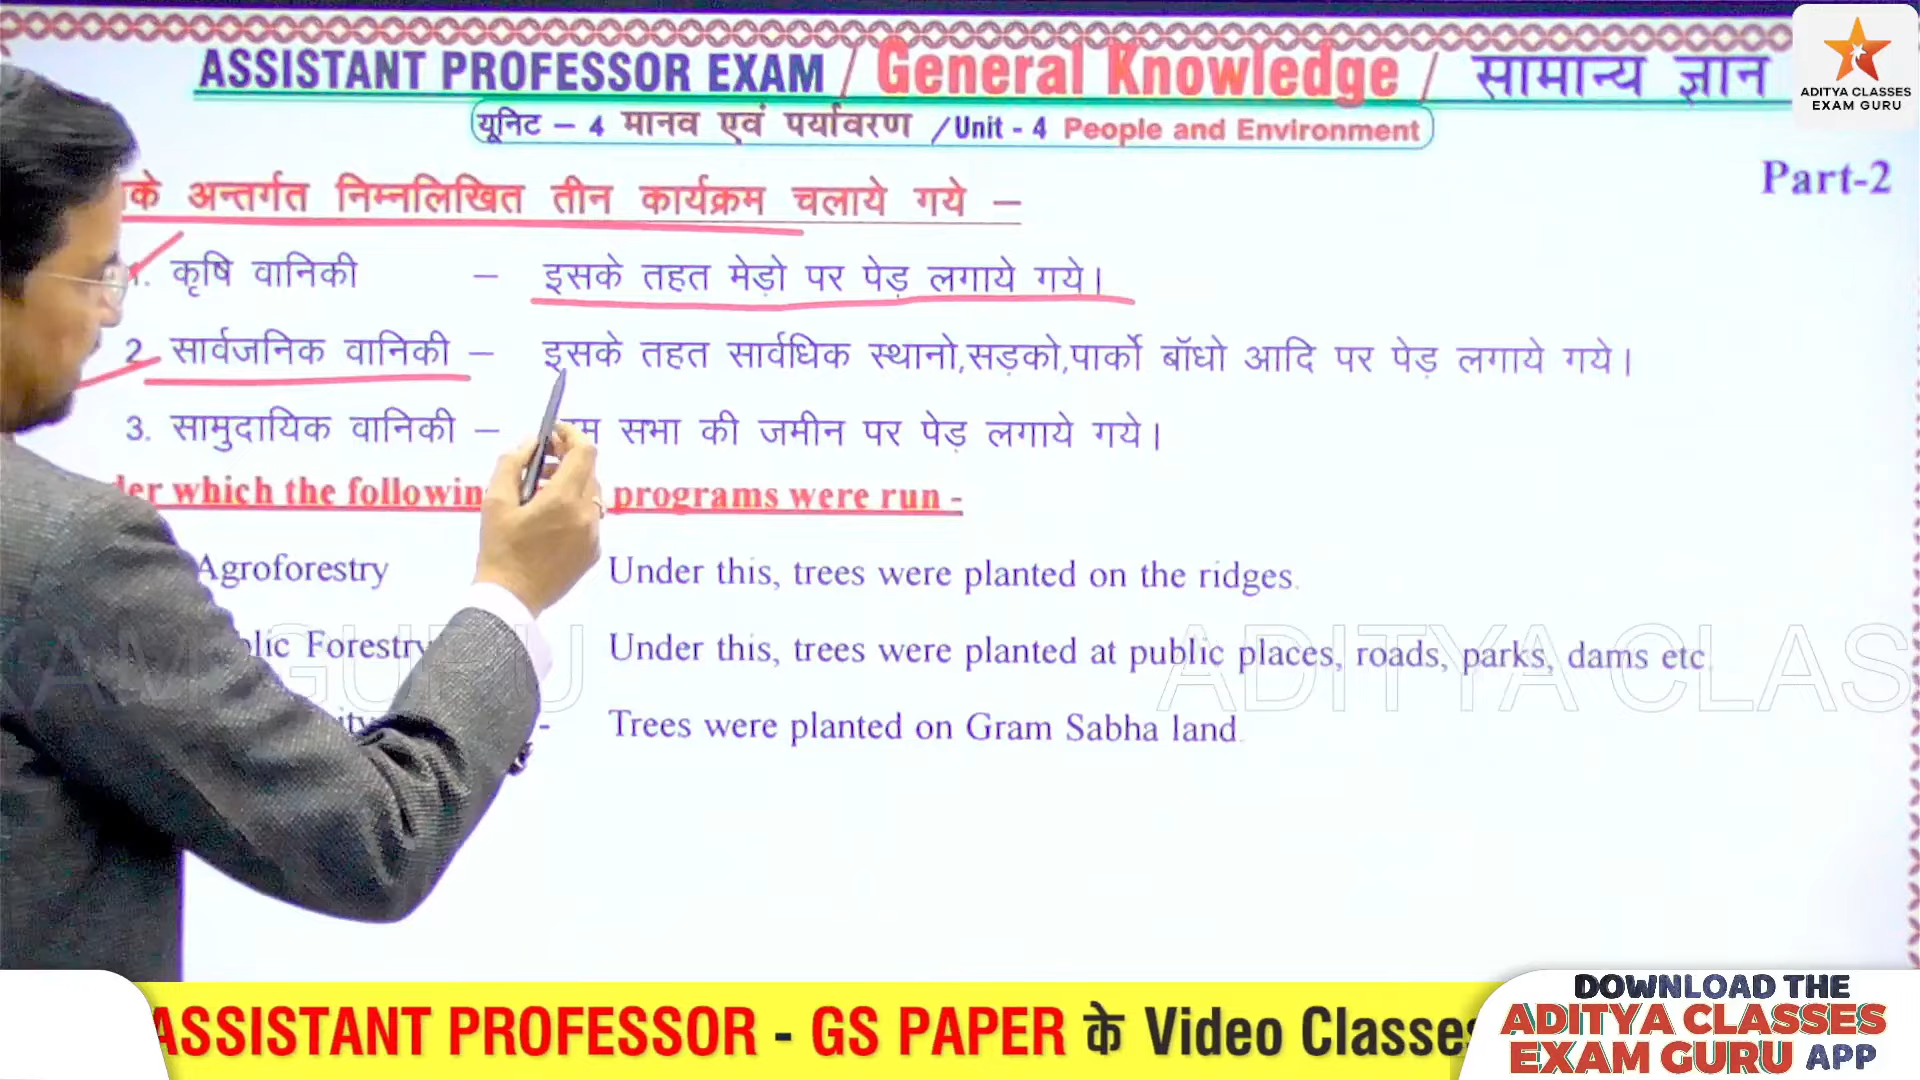 ASSISTANT PROFESSOR EXAM / General Knowledge / सामान्य ज्ञान
ADITYA CLASSES
EXAM GURU
यूनिट – 4 मानव एवं पर्यावरण / Unit - 4 People and Environment
Part-2
अन्तर्गत निम्नलिखित तीन कार्यक्रम चलाये गये –
1. कृषि वानिकी – इसके तहत मेड़ो पर पेड़ लगाये गये।
2. सार्वजनिक वानिकी – इसके तहत सार्वधिक स्थानो,सड़को,पार्को बॉधो आदि पर पेड़ लगाये गये।
3. सामुदायिक वानिकी – सभा की जमीन पर पेड़ लगाये गये।
which the programs were run -
Agroforestry Under this, trees were planted on the ridges.
Forestry Under this, trees were planted at public places, roads, parks, dams etc.
- Trees were planted on Gram Sabha land.
GURU ADITYA CLAS
ASSISTANT PROFESSOR - GS PAPER के Video Classes
DOWNLOAD THE
ADITYA CLASSES
EXAM GURU APP